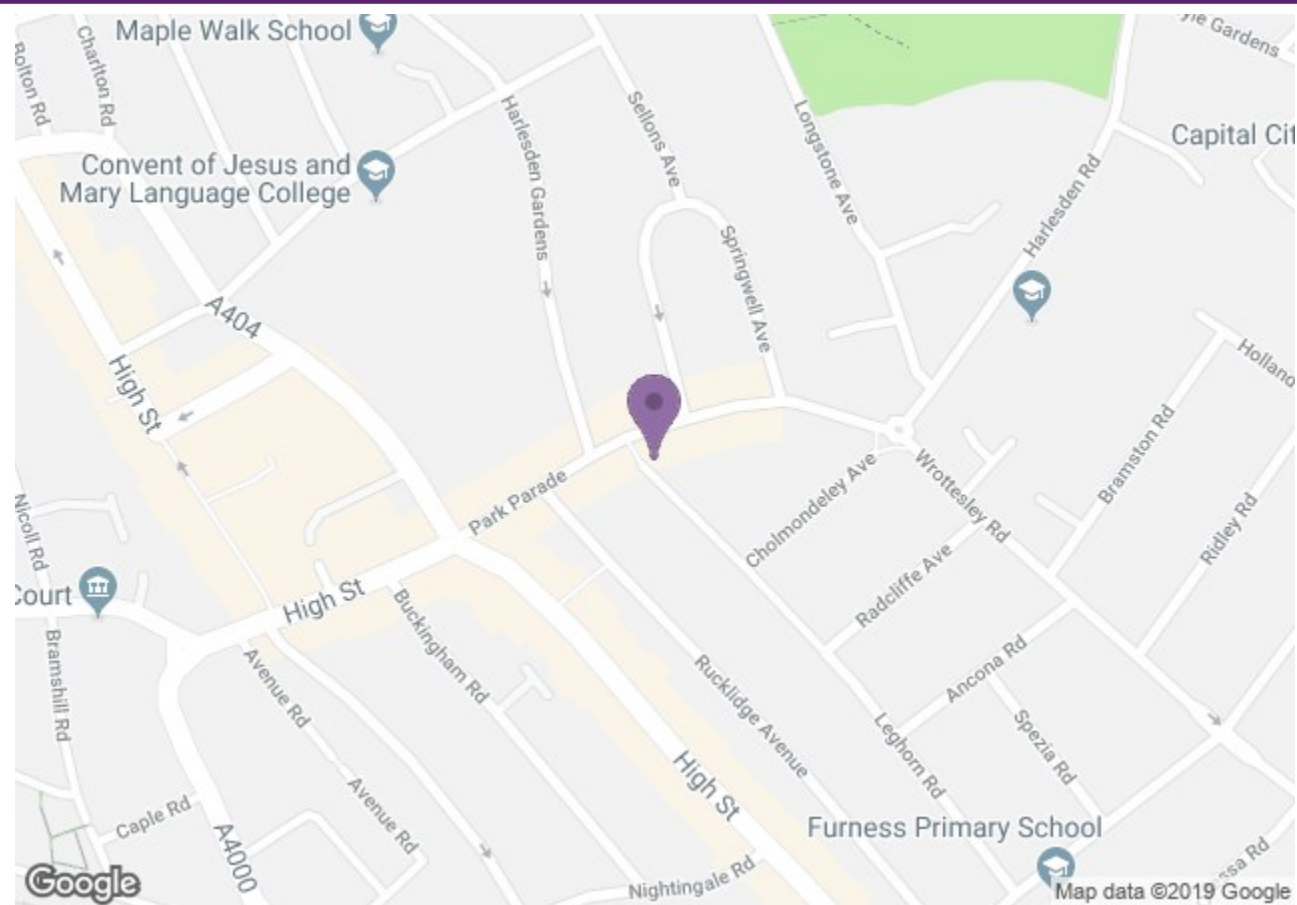 Maple Walk School
Bolton Rd
Charlton Rd
Convent of Jesus and
Mary Language College
Harlesden Gardens
Sellons Ave
Longstone Ave
Gardens
Capital
Harlesden Rd
Springwell Ave
A404
High St
Holland
Bramston Rd
Ridley Rd
Wrottesley Rd
Cholmondeley Ave
Park Parade
Radcliffe Ave
Nicoll Rd
Court
High St
Buckingham Rd
Bramshill Rd
Avenue Rd
Ancona Rd
Rucklidge Avenue
Leghorn Rd
Spezia Rd
High St
Avenue Rd
Caple Rd
A4000
Furness Primary School
Nightingale Rd
Rd
Google
Map data ©2019 Google